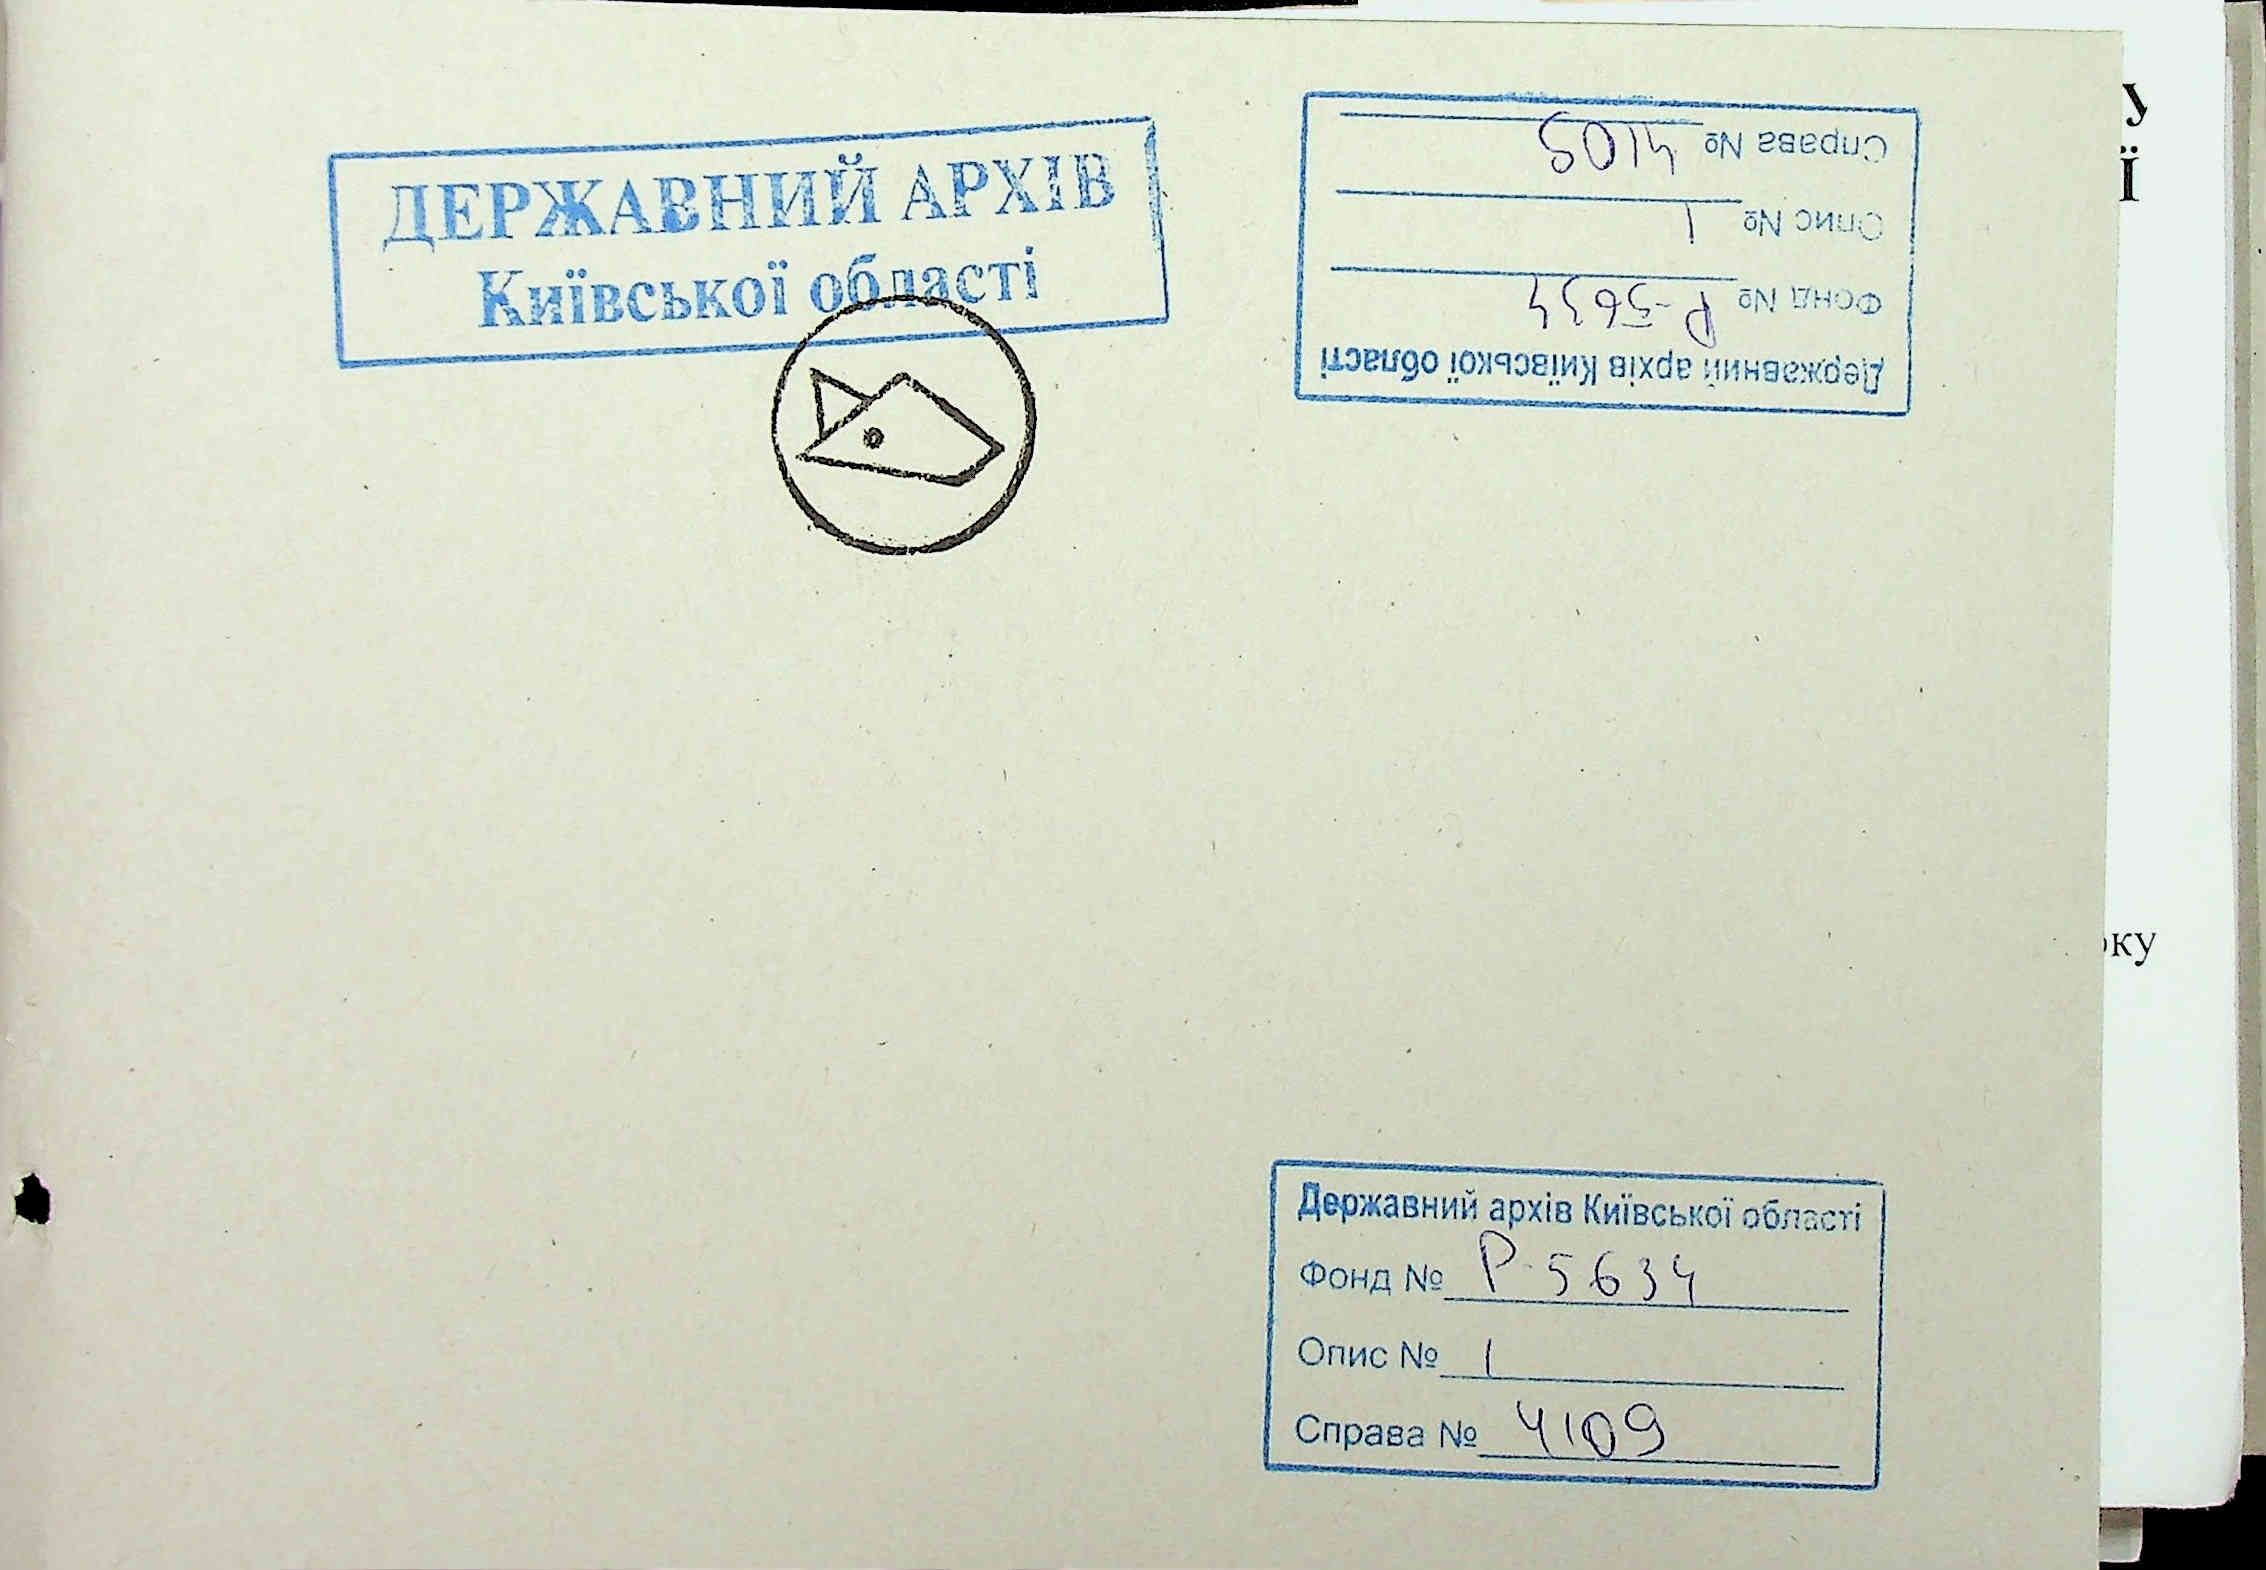 ДЕРЖАВНИЙ АРХІВ
Київської області
Державний архів Київської області
Фонд № Р-5634
Опис № 1
Справа № 4109
Державний архів Київської області
Фонд № Р-5634
Опис № 1
Справа № 4109
У
Ї
ку